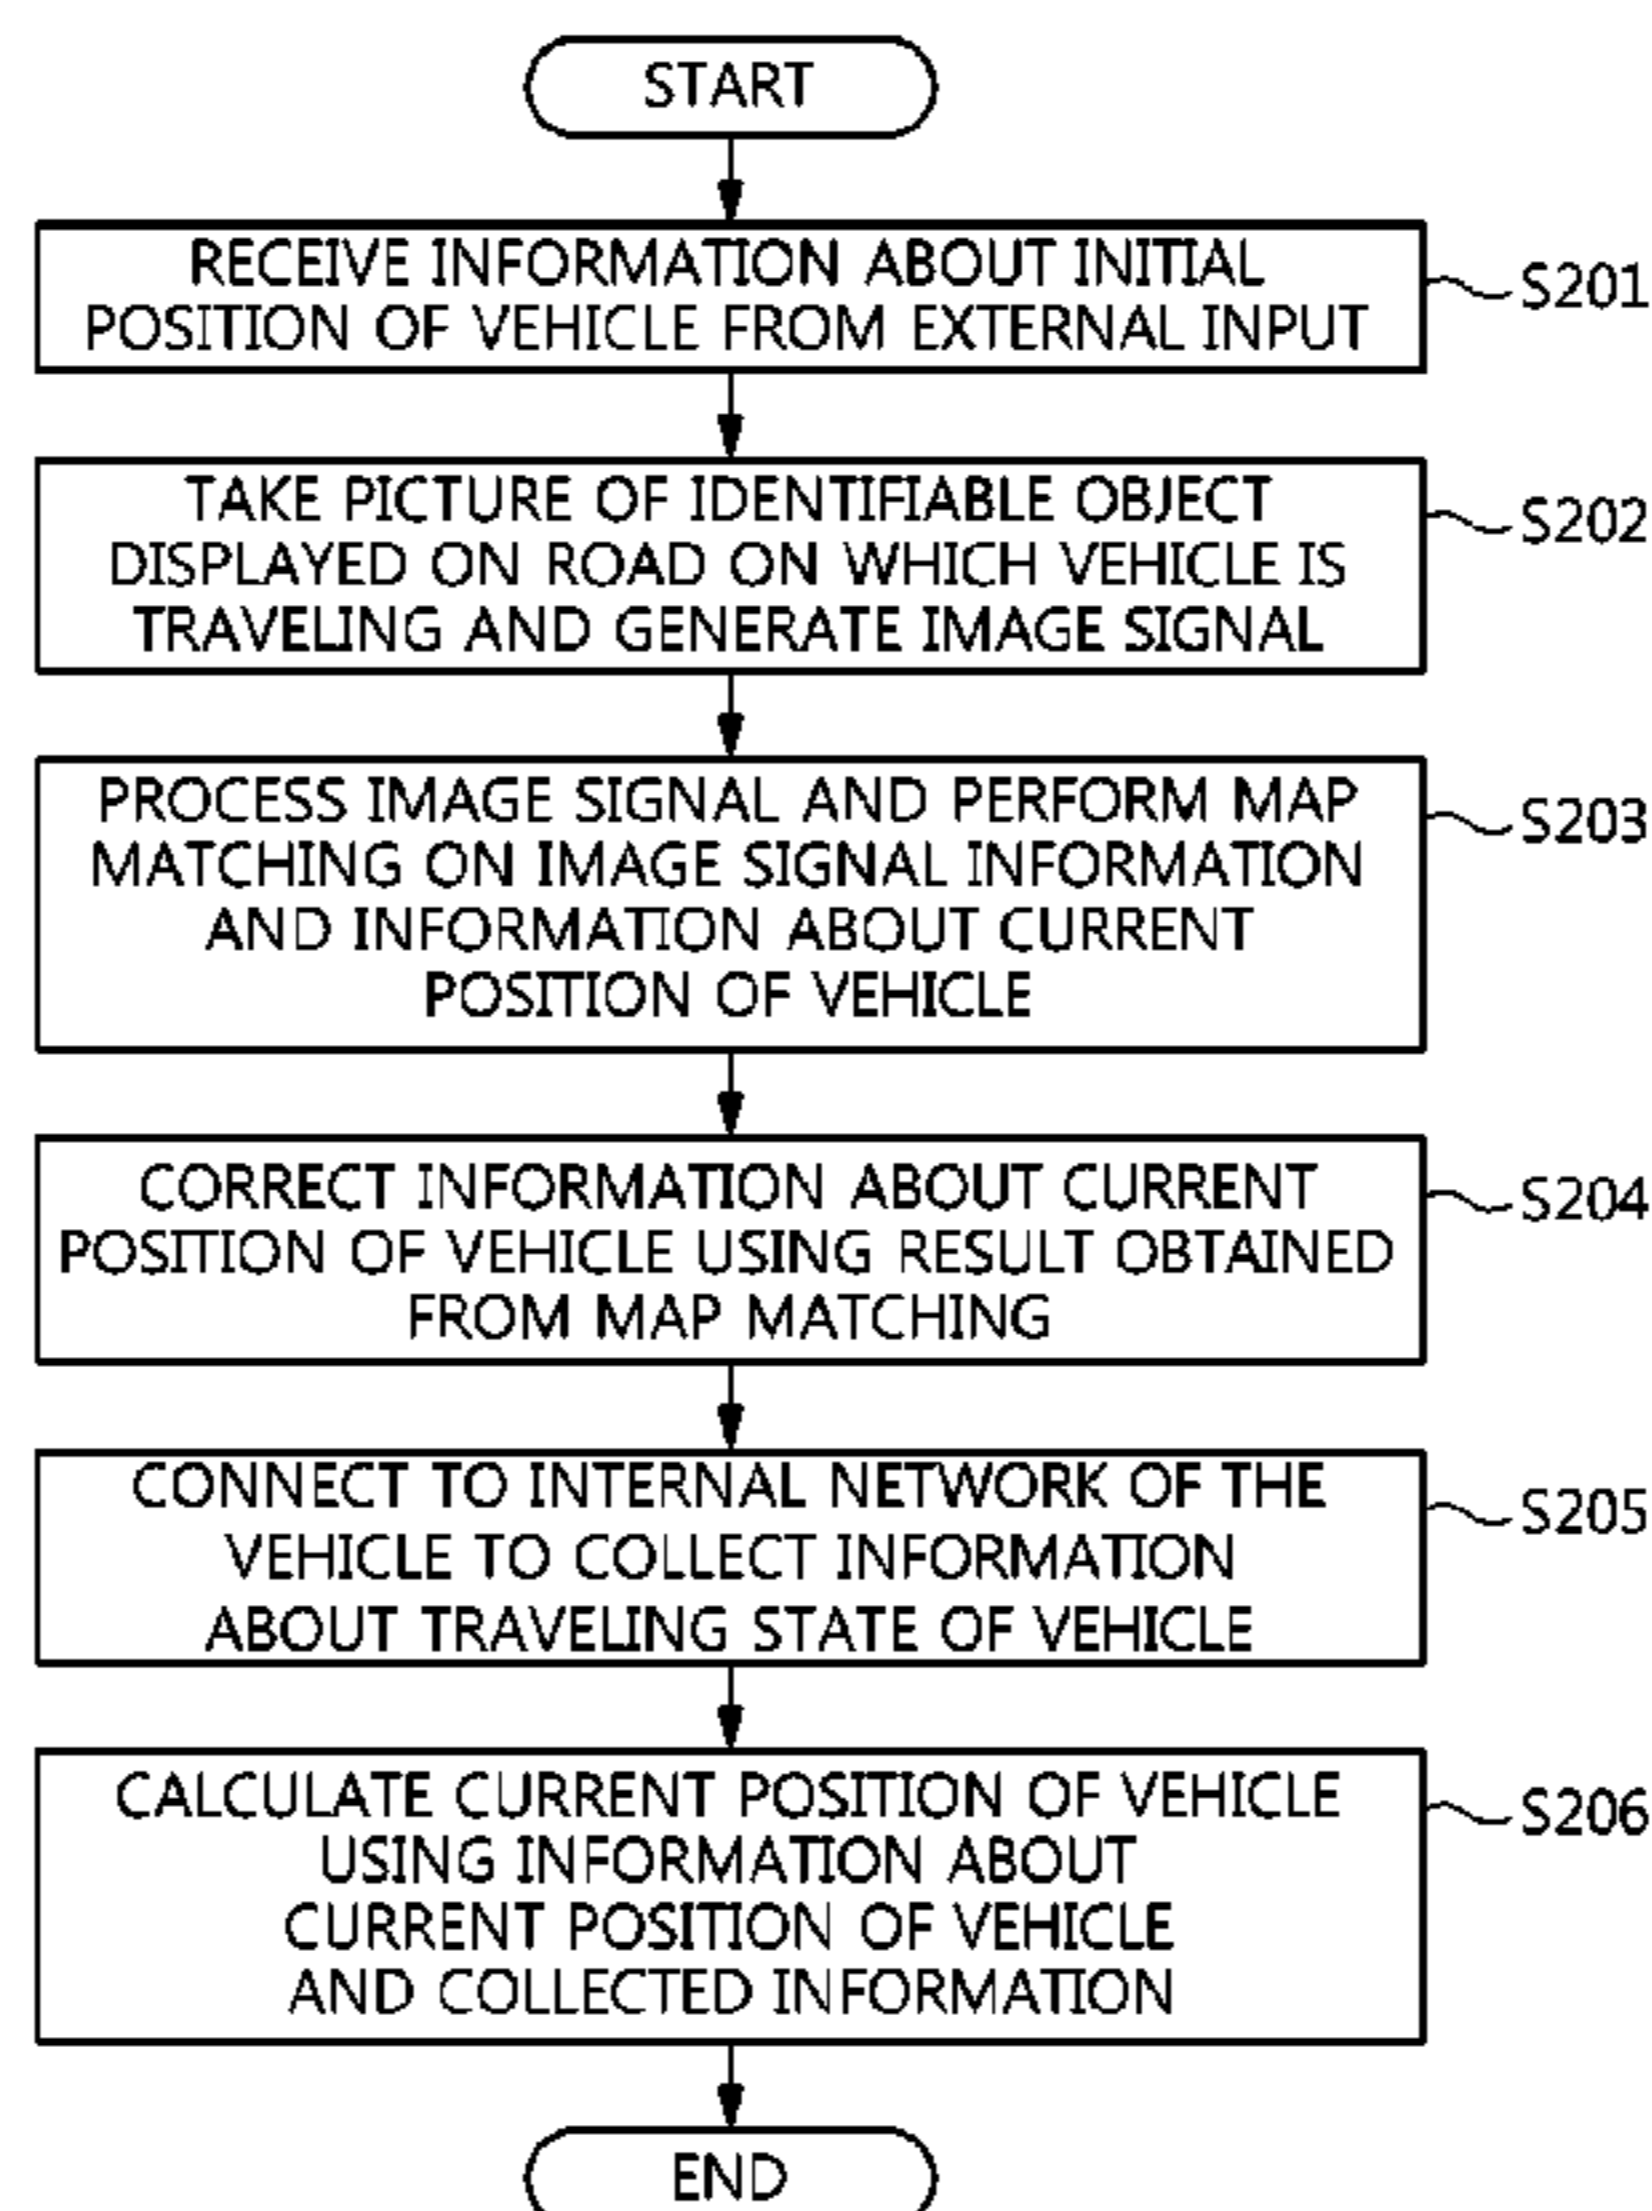 START
RECEIVE INFORMATION ABOUT INITIAL
POSITION OF VEHICLE FROM EXTERNAL INPUT
S201
TAKE PICTURE OF IDENTIFIABLE OBJECT
DISPLAYED ON ROAD ON WHICH VEHICLE IS
TRAVELING AND GENERATE IMAGE SIGNAL
S202
PROCESS IMAGE SIGNAL AND PERFORM MAP
MATCHING ON IMAGE SIGNAL INFORMATION
AND INFORMATION ABOUT CURRENT
POSITION OF VEHICLE
S203
CORRECT INFORMATION ABOUT CURRENT
POSITION OF VEHICLE USING RESULT OBTAINED
FROM MAP MATCHING
S204
CONNECT TO INTERNAL NETWORK OF THE
VEHICLE TO COLLECT INFORMATION
ABOUT TRAVELING STATE OF VEHICLE
S205
CALCULATE CURRENT POSITION OF VEHICLE
USING INFORMATION ABOUT
CURRENT POSITION OF VEHICLE
AND COLLECTED INFORMATION
S206
END